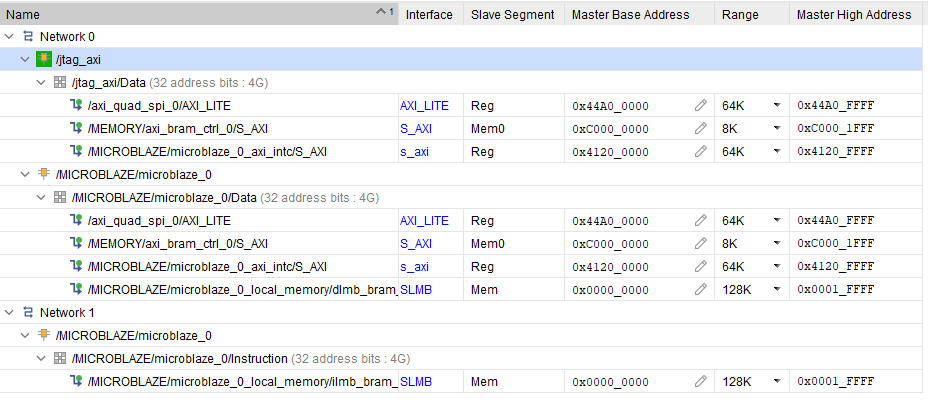 Name 1 Interface Slave Segment Master Base Address Range Master High Address
Network 0
/jtag_axi
/jtag_axi/Data (32 address bits : 4G)
/axi_quad_spi_0/AXI_LITE AXI_LITE Reg 0x44A0_0000 64K 0x44A0_FFFF
/MEMORY/axi_bram_ctrl_0/S_AXI S_AXI Mem0 0xC000_0000 8K 0xC000_1FFF
/MICROBLAZE/microblaze_0_axi_intc/S_AXI s_axi Reg 0x4120_0000 64K 0x4120_FFFF
/MICROBLAZE/microblaze_0
/MICROBLAZE/microblaze_0/Data (32 address bits : 4G)
/axi_quad_spi_0/AXI_LITE AXI_LITE Reg 0x44A0_0000 64K 0x44A0_FFFF
/MEMORY/axi_bram_ctrl_0/S_AXI S_AXI Mem0 0xC000_0000 8K 0xC000_1FFF
/MICROBLAZE/microblaze_0_axi_intc/S_AXI s_axi Reg 0x4120_0000 64K 0x4120_FFFF
/MICROBLAZE/microblaze_0_local_memory/dlmb_bram_ SLMB Mem 0x0000_0000 128K 0x0001_FFFF
Network 1
/MICROBLAZE/microblaze_0
/MICROBLAZE/microblaze_0/Instruction (32 address bits : 4G)
/MICROBLAZE/microblaze_0_local_memory/ilmb_bram_ SLMB Mem 0x0000_0000 128K 0x0001_FFFF